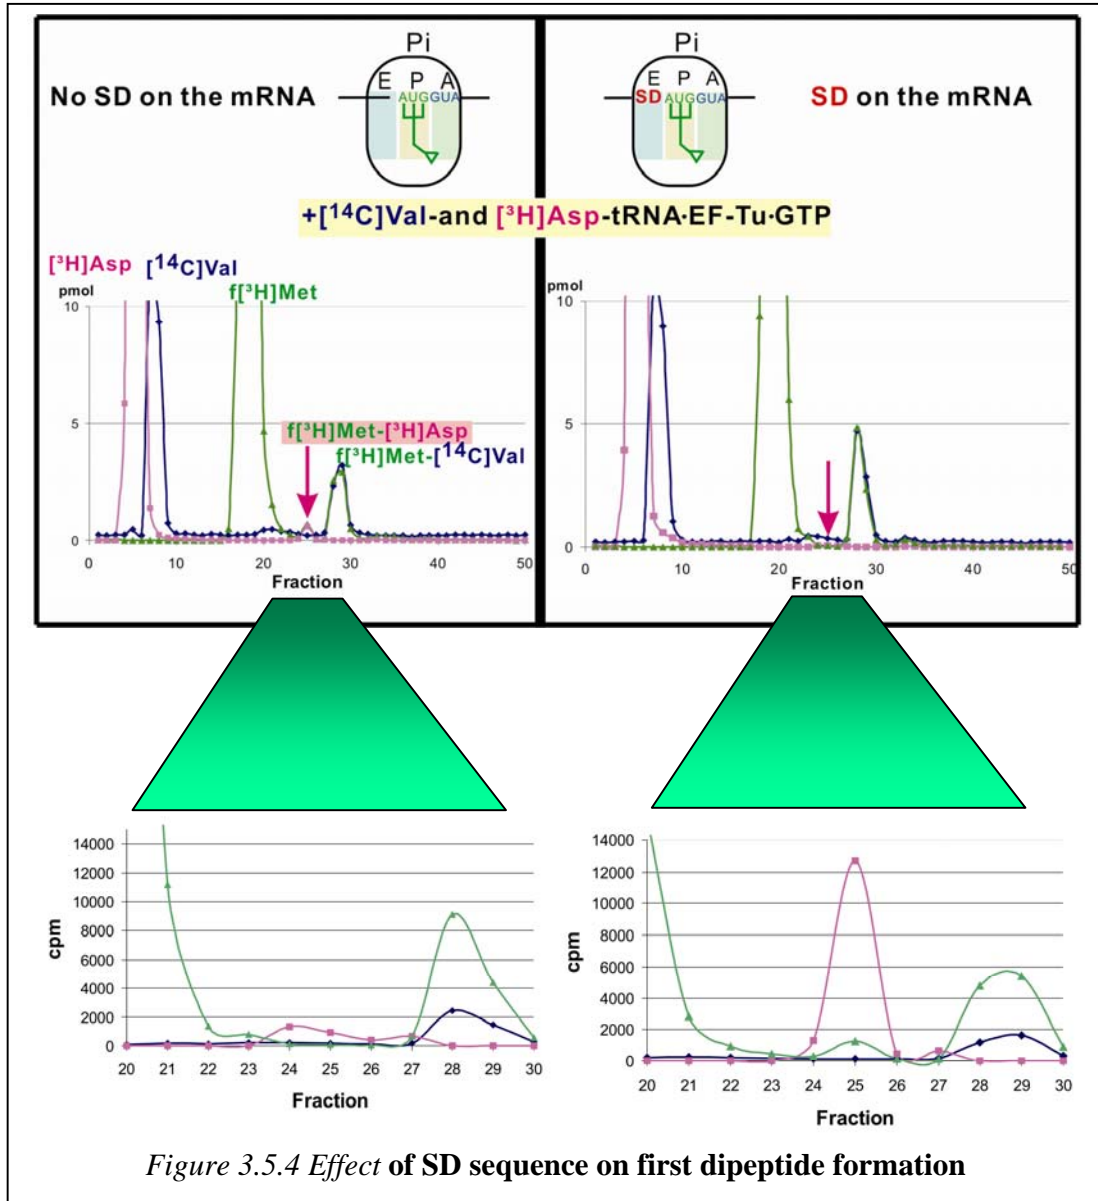 Pi
E P A
AUGGUA
No SD on the mRNA
Pi
E P A
SD AUGGUA
SD on the mRNA
+[¹⁴C]Val-and [³H]Asp-tRNA·EF-Tu·GTP
[³H]Asp [¹⁴C]Val f[³H]Met
pmol
10
5
0
f[³H]Met-[³H]Asp
f[³H]Met-[¹⁴C]Val
0 10 20 30 40 50
Fraction
pmol
10
5
0
0 10 20 30 40 50
Fraction
14000
12000
10000
8000
6000
4000
2000
0
cpm
20 21 22 23 24 25 26 27 28 29 30
Fraction
14000
12000
10000
8000
6000
4000
2000
0
cpm
20 21 22 23 24 25 26 27 28 29 30
Fraction
Figure 3.5.4 Effect of SD sequence on first dipeptide formation